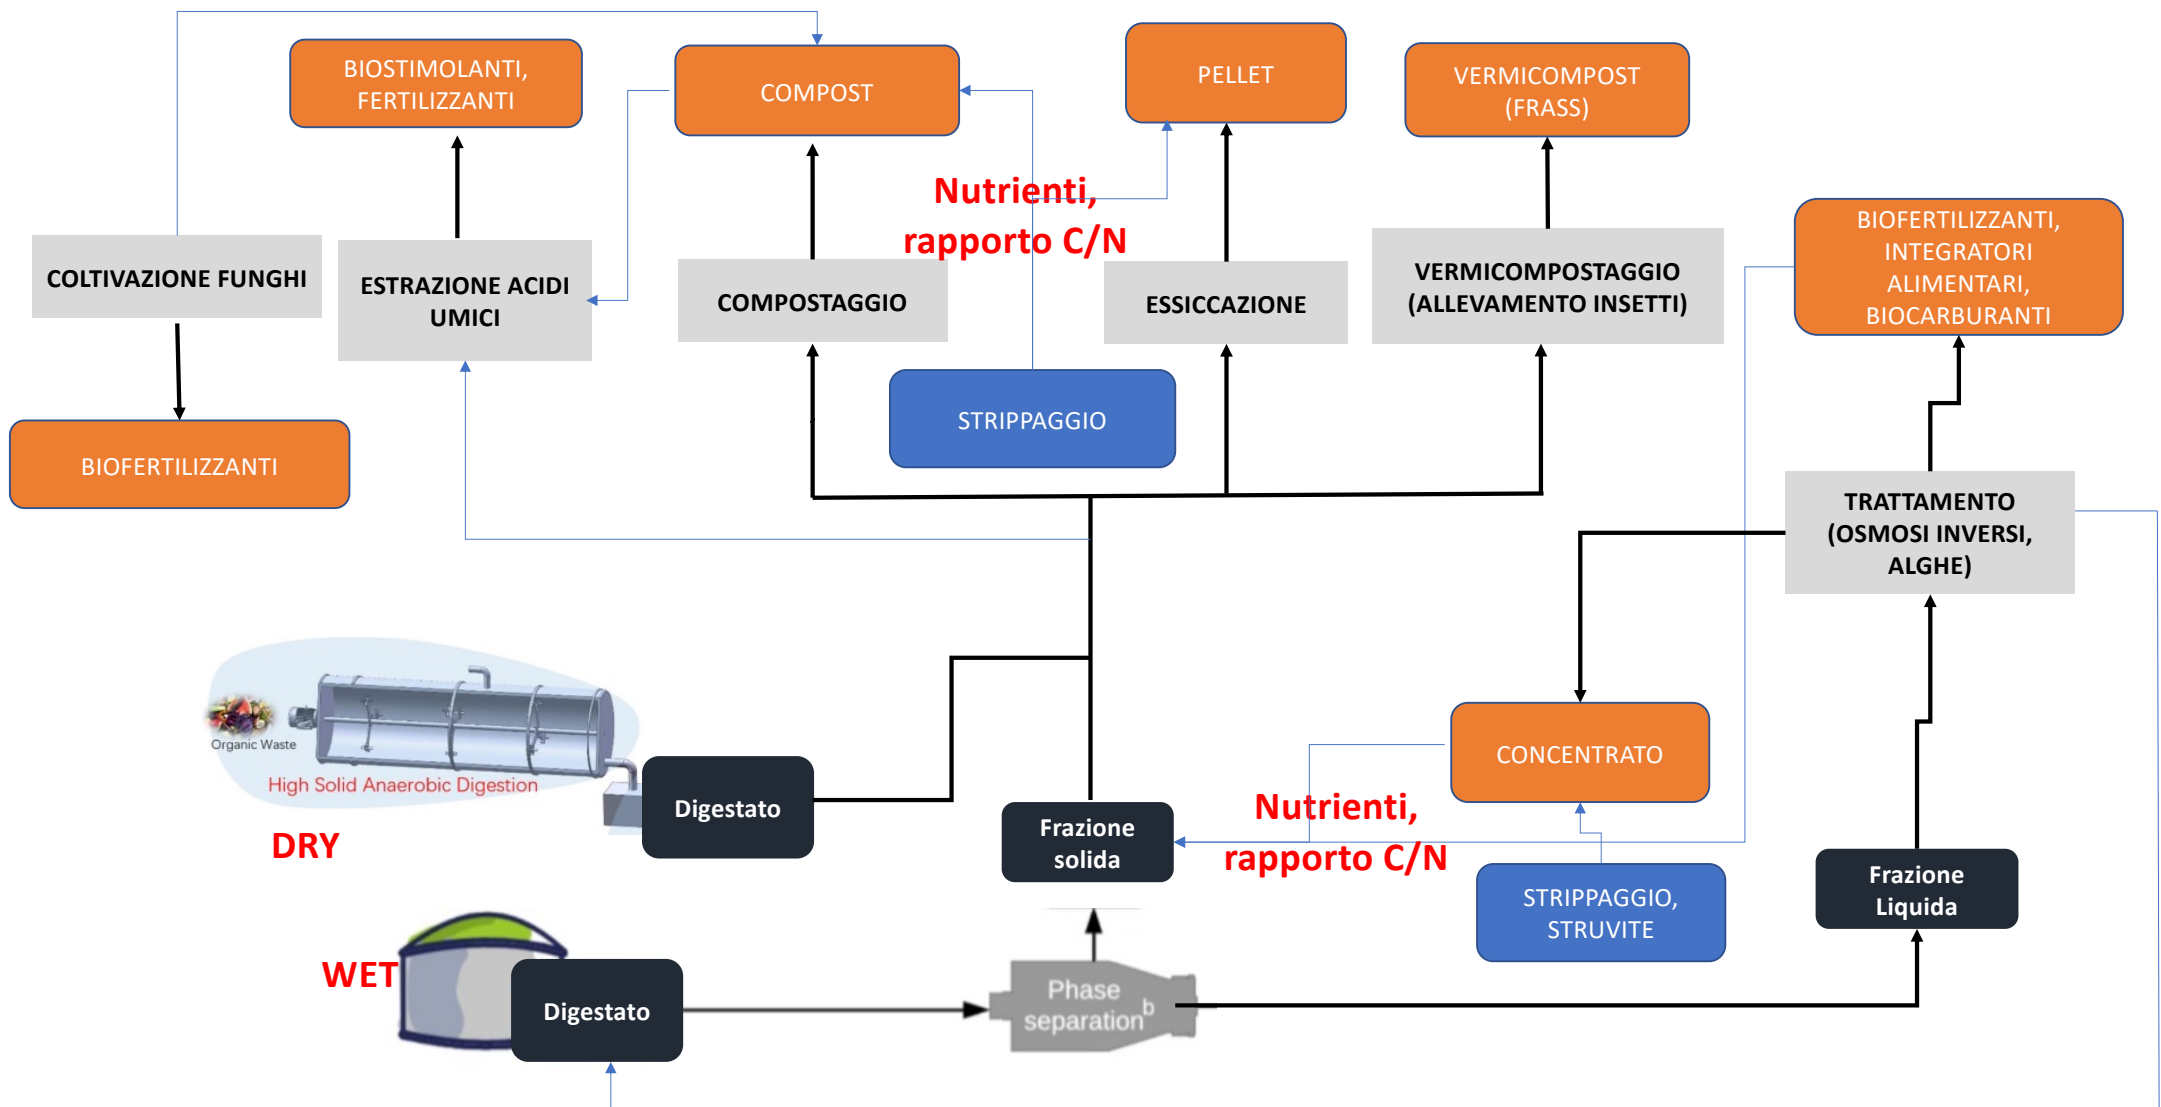 BIOSTIMOLANTI,
FERTILIZZANTI
COMPOST
PELLET
VERMICOMPOST
(FRASS)
Nutrienti,
rapporto C/N
BIOFERTILIZZANTI,
INTEGRATORI
ALIMENTARI,
BIOCARBURANTI
COLTIVAZIONE FUNGHI
ESTRAZIONE ACIDI
UMICI
COMPOSTAGGIO
ESSICCAZIONE
VERMICOMPOSTAGGIO
(ALLEVAMENTO INSETTI)
STRIPPAGGIO
BIOFERTILIZZANTI
TRATTAMENTO
(OSMOSI INVERSI,
ALGHE)
Organic Waste
High Solid Anaerobic Digestion
DRY
Digestato
Frazione
solida
CONCENTRATO
Nutrienti,
rapporto C/N
STRIPPAGGIO,
STRUVITE
Frazione
Liquida
WET
Digestato
Phase
separation b